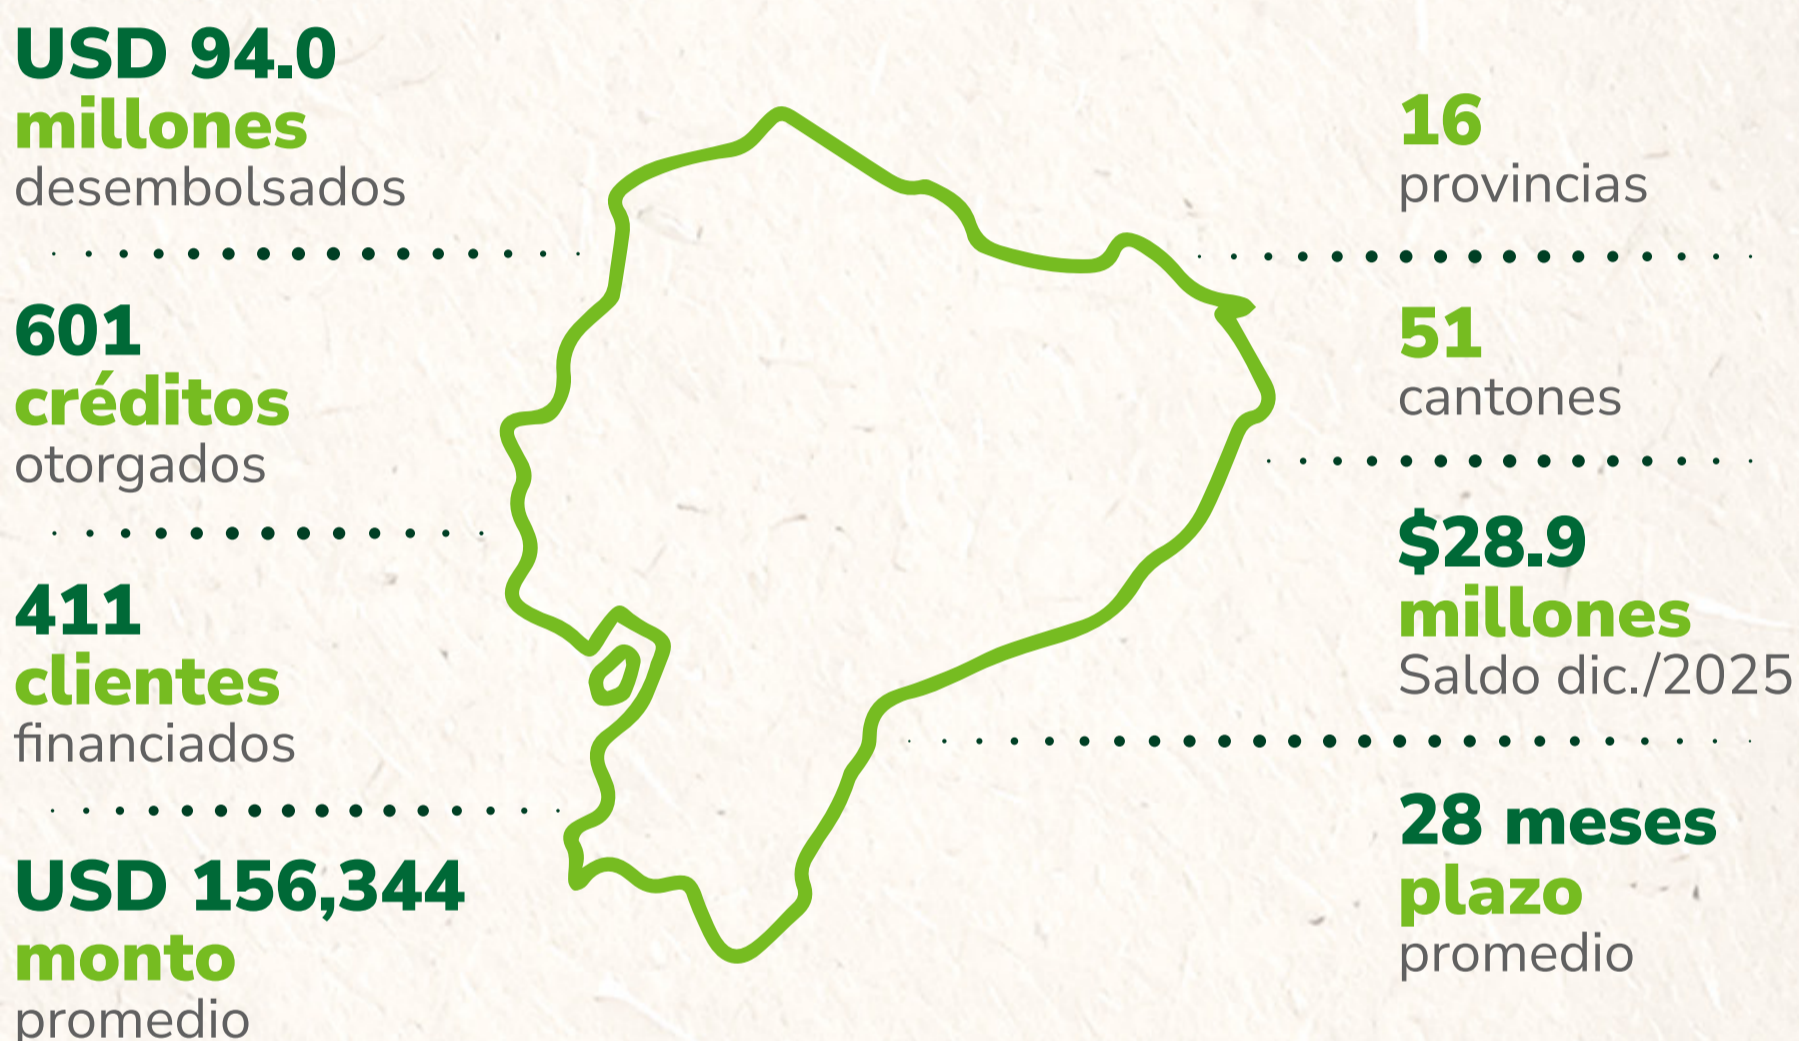 USD 94.0
millones
desembolsados
601
créditos
otorgados
411
clientes
financiados
USD 156,344
monto
promedio
16
provincias
51
cantones
$28.9
millones
Saldo dic./2025
28 meses
plazo
promedio